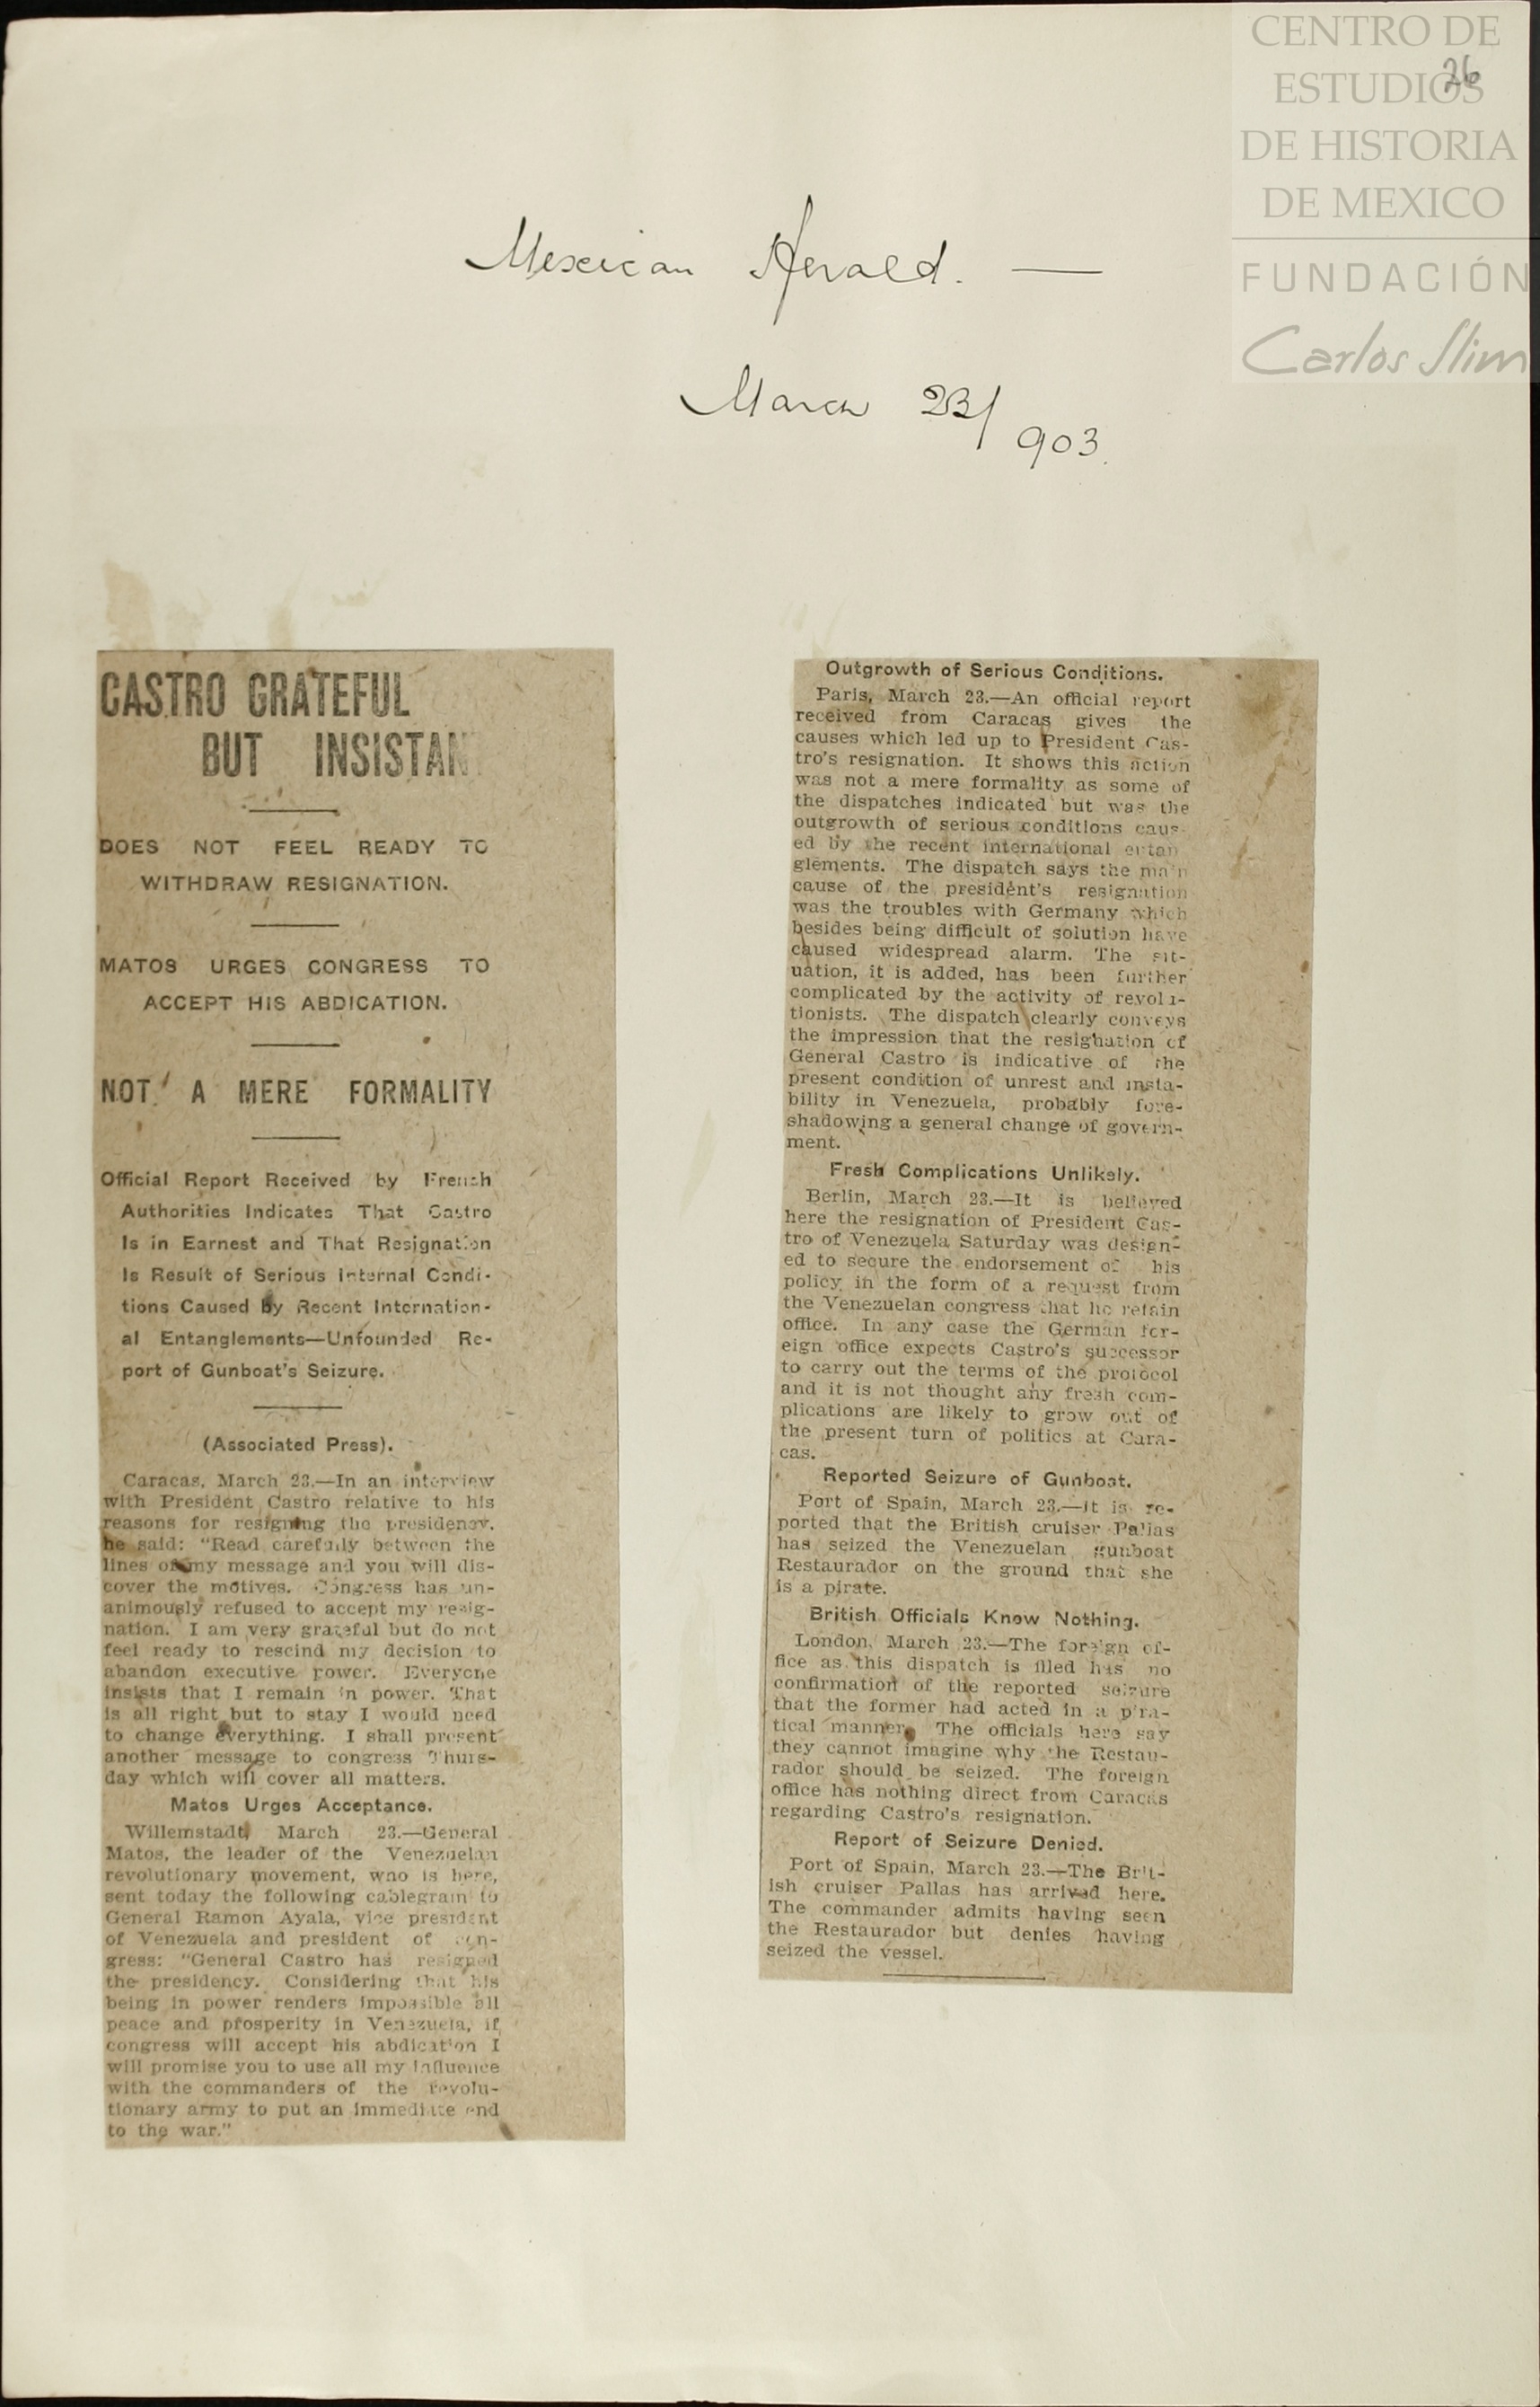 CENTRO DE
ESTUDIOS
DE HISTORIA
DE MEXICO
FUNDACIÓN
Carlos Slim
26
Mexican Herald. —
March 23/
903.
CASTRO GRATEFUL
BUT INSISTAN
DOES NOT FEEL READY TO
WITHDRAW RESIGNATION.
MATOS URGES CONGRESS TO
ACCEPT HIS ABDICATION.
NOT A MERE FORMALITY
Official Report Received by French
Authorities Indicates That Castro
Is in Earnest and That Resignation
Is Result of Serious Internal Condi-
tions Caused By Recent Internation-
al Entanglements—Unfounded Re-
port of Gunboat's Seizure.
(Associated Press).
Caracas, March 23.—In an interview
with President Castro relative to his
reasons for resigning the presidency,
he said: "Read carefully between the
lines of my message and you will dis-
cover the motives. Congress has un-
animously refused to accept my resig-
nation. I am very grateful but do not
feel ready to rescind my decision to
abandon executive power. Everyone
insists that I remain in power. That
is all right but to stay I would need
to change everything. I shall present
another message to congress Thurs-
day which will cover all matters.
Matos Urges Acceptance.
Willemstadt, March 23.—General
Matos, the leader of the Venezuelan
revolutionary movement, who is here,
sent today the following cablegram to
General Ramon Ayala, vice president
of Venezuela and president of con-
gress: "General Castro has resigned
the presidency. Considering that his
being in power renders impossible all
peace and prosperity in Venezuela, if
congress will accept his abdication I
will promise you to use all my influence
with the commanders of the revolu-
tionary army to put an immediate end
to the war."
Outgrowth of Serious Conditions.
Paris, March 23.—An official report
received from Caracas gives the
causes which led up to President Cas-
tro's resignation. It shows this action
was not a mere formality as some of
the dispatches indicated but was the
outgrowth of serious conditions caus-
ed by the recent international entan
glements. The dispatch says the main
cause of the president's resignation
was the troubles with Germany which
besides being difficult of solution have
caused widespread alarm. The sit-
uation, it is added, has been further
complicated by the activity of revolu-
tionists. The dispatch clearly conveys
the impression that the resignation of
General Castro is indicative of the
present condition of unrest and insta-
bility in Venezuela, probably fore-
shadowing a general change of govern-
ment.
Fresh Complications Unlikely.
Berlin, March 23.—It is believed
here the resignation of President Cas-
tro of Venezuela Saturday was design-
ed to secure the endorsement of his
policy in the form of a request from
the Venezuelan congress that he retain
office. In any case the German for-
eign office expects Castro's successor
to carry out the terms of the protocol
and it is not thought any fresh com-
plications are likely to grow out of
the present turn of politics at Cara-
cas.
Reported Seizure of Gunboat.
Port of Spain, March 23.—It is re-
ported that the British cruiser Pallas
has seized the Venezuelan gunboat
Restaurador on the ground that she
is a pirate.
British Officials Know Nothing.
London, March 23.—The foreign of-
fice as this dispatch is filed has no
confirmation of the reported seizure
that the former had acted in a pira-
tical manner. The officials here say
they cannot imagine why the Restau-
rador should be seized. The foreign
office has nothing direct from Caracas
regarding Castro's resignation.
Report of Seizure Denied.
Port of Spain, March 23.—The Brit-
ish cruiser Pallas has arrived here.
The commander admits having seen
the Restaurador but denies having
seized the vessel.